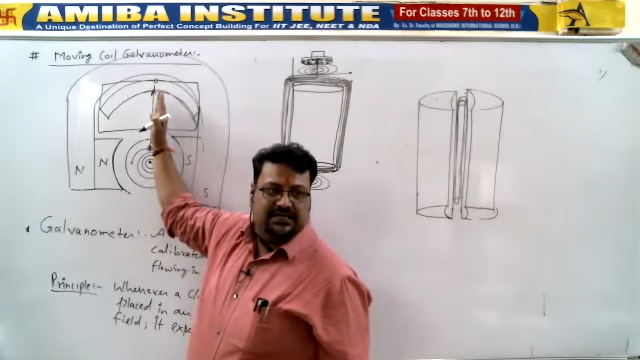 AMIBA INSTITUTE
A Unique Destination of Perfect Concept Building For IIT JEE, NEET & NDA
For Classes 7th to 12th
# Moving Coil Galvanometer:-
N
N
S
S
* Galvanometer:- A
calibrate
flowing in
Principle:- Whenever a
placed in an
field, it expe